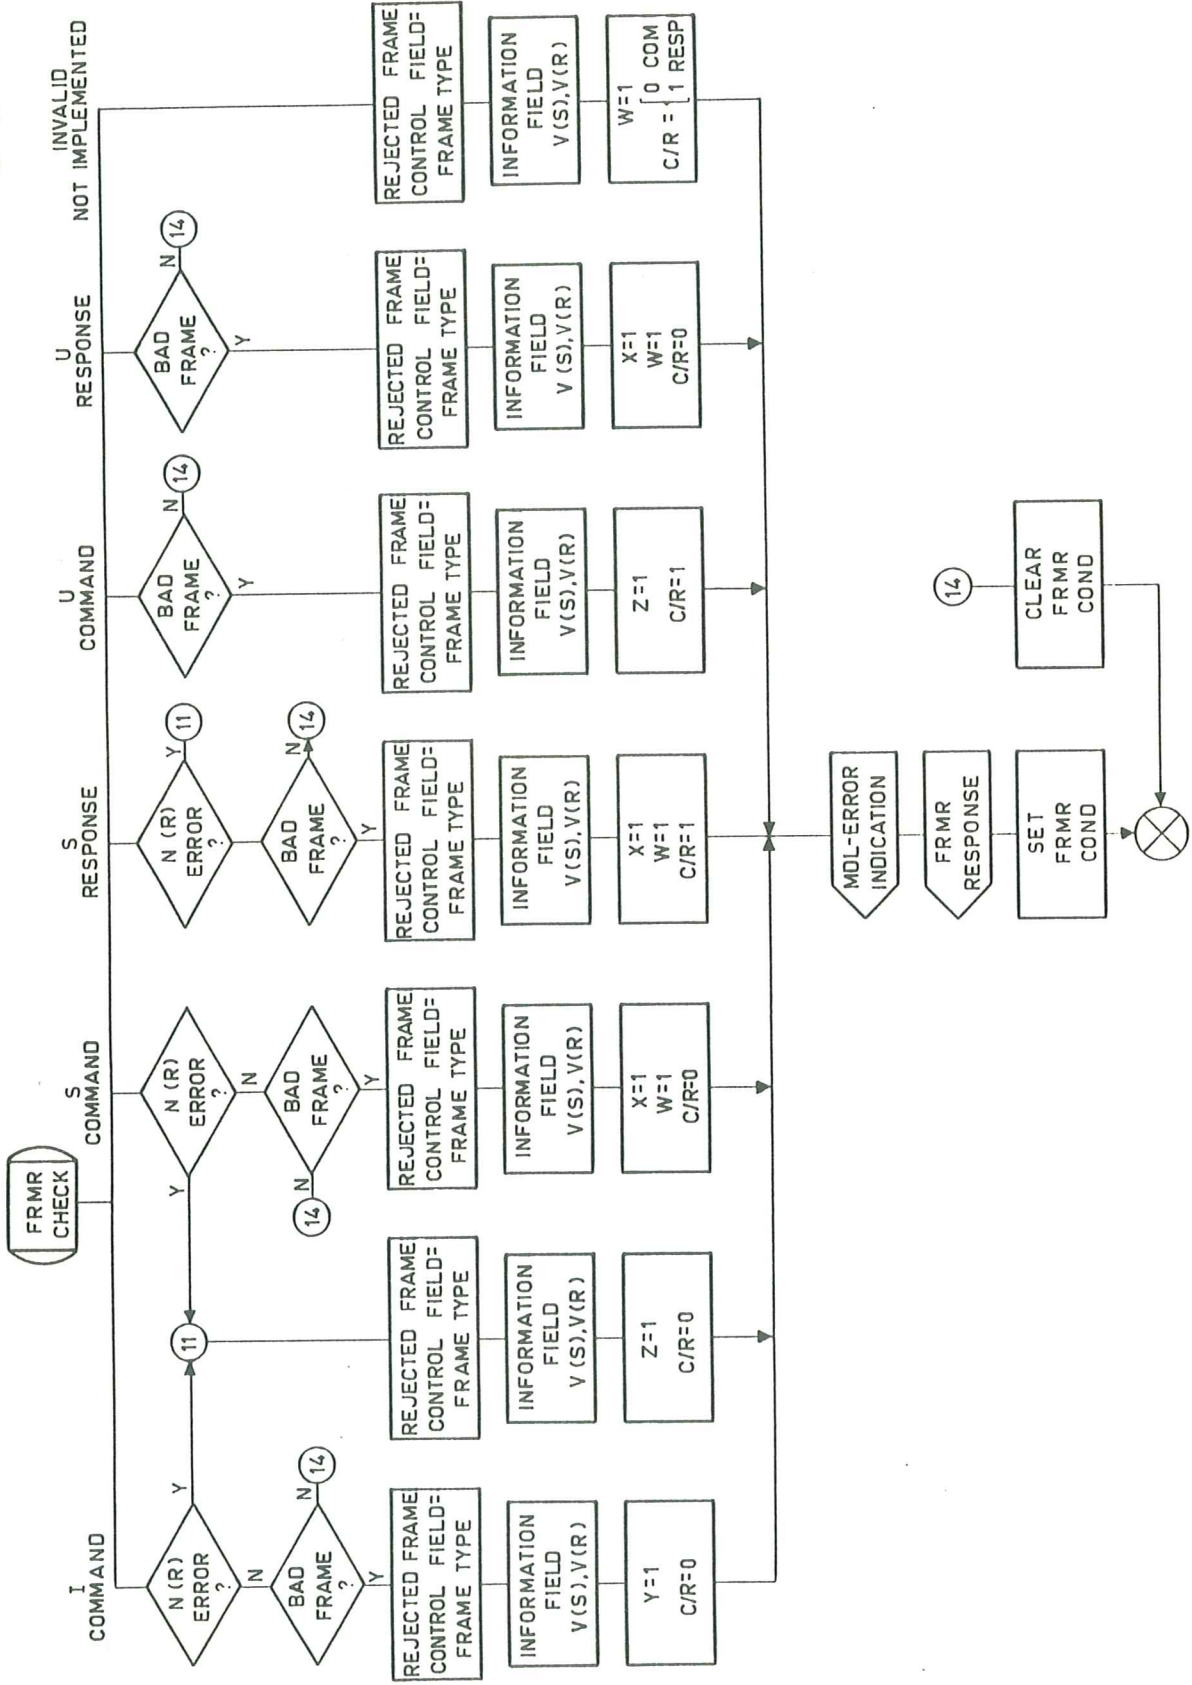 FRMR
CHECK
I
COMMAND
N (R)
ERROR
?
Y
N
BAD
FRAME
?
N
14
Y
REJECTED FRAME
CONTROL FIELD=
FRAME TYPE
INFORMATION
FIELD
V(S),V(R)
Y=1
C/R=0
11
REJECTED FRAME
CONTROL FIELD=
FRAME TYPE
INFORMATION
FIELD
V (S),V(R)
Z=1
C/R=0
S
COMMAND
N (R)
ERROR
?
Y
N
BAD
FRAME
?
N
14
Y
REJECTED FRAME
CONTROL FIELD=
FRAME TYPE
INFORMATION
FIELD
V(S),V(R)
X=1
W=1
C/R=0
S
RESPONSE
N (R)
ERROR
?
Y
11
BAD
FRAME
?
N
14
Y
REJECTED FRAME
CONTROL FIELD=
FRAME TYPE
INFORMATION
FIELD
V(S),V(R)
X=1
W=1
C/R=1
U
COMMAND
BAD
FRAME
?
N
14
Y
REJECTED FRAME
CONTROL FIELD=
FRAME TYPE
INFORMATION
FIELD
V(S),V(R)
Z=1
C/R=1
U
RESPONSE
BAD
FRAME
?
N
14
Y
REJECTED FRAME
CONTROL FIELD=
FRAME TYPE
INFORMATION
FIELD
V (S),V(R)
X=1
W=1
C/R=0
INVALID
NOT IMPLEMENTED
REJECTED FRAME
CONTROL FIELD=
FRAME TYPE
INFORMATION
FIELD
V(S),V(R)
W=1
C/R = 0 COM
1 RESP
MDL-ERROR
INDICATION
FRMR
RESPONSE
SET
FRMR
COND
14
CLEAR
FRMR
COND